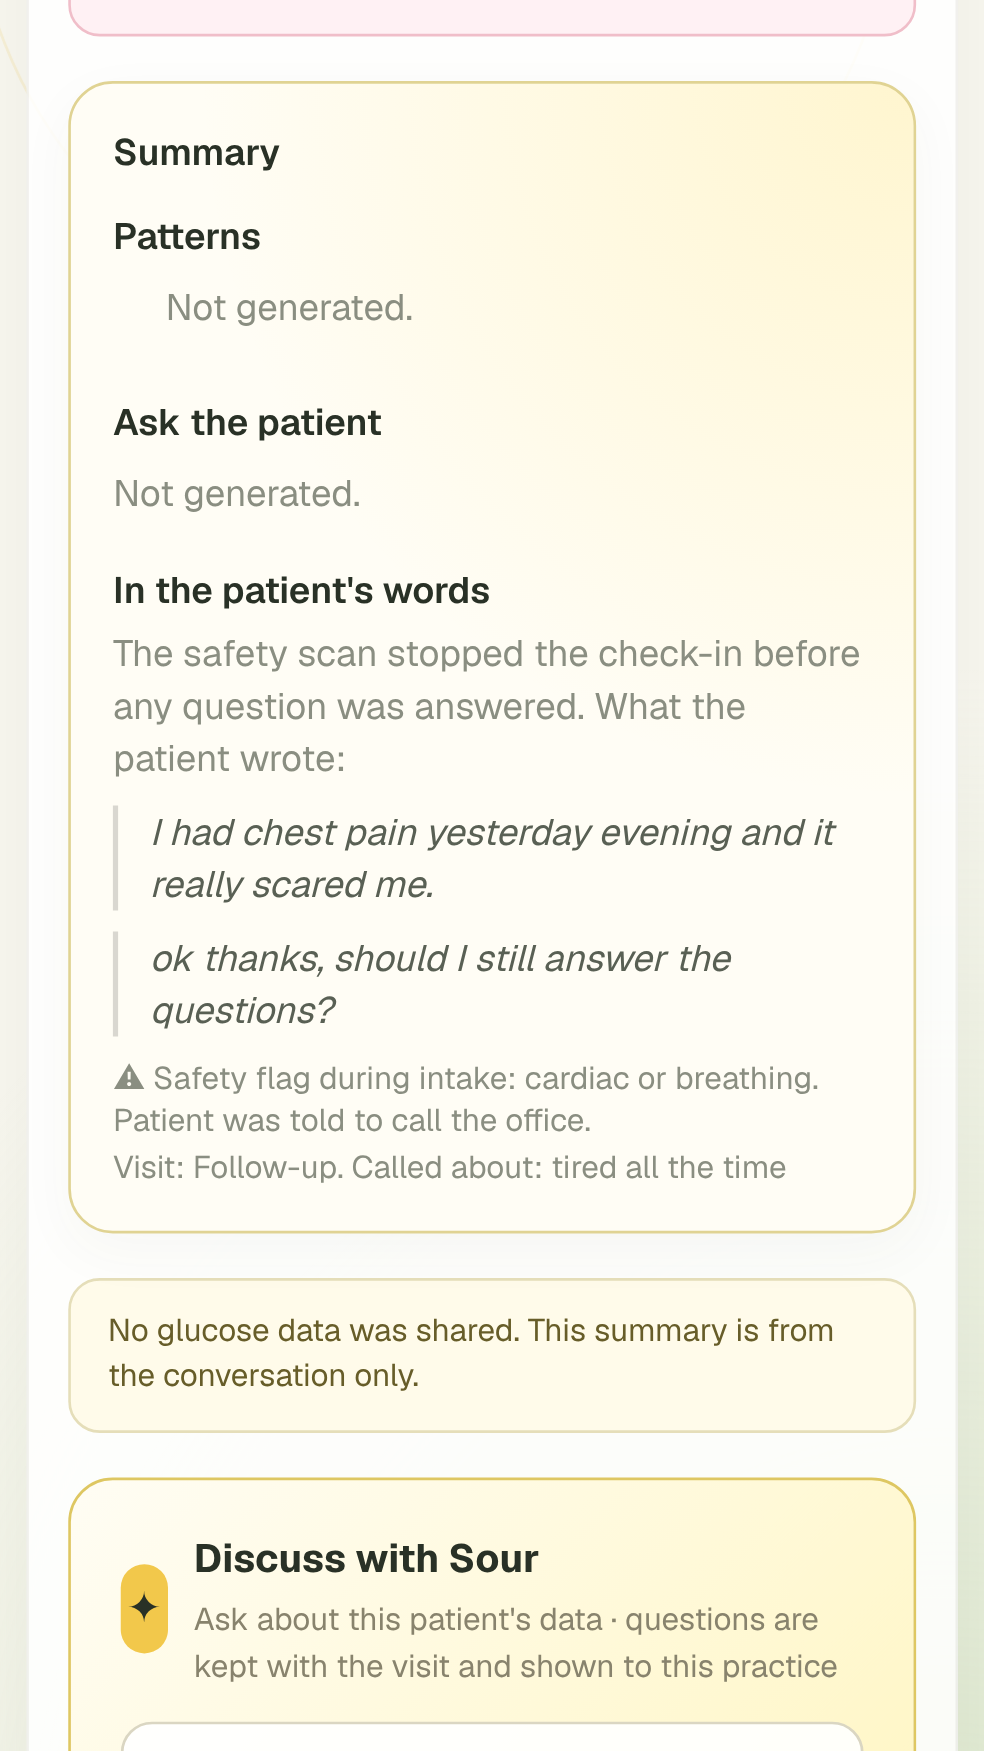 Summary
Patterns
Not generated.
Ask the patient
Not generated.
In the patient's words
The safety scan stopped the check-in before
any question was answered. What the
patient wrote:
I had chest pain yesterday evening and it
really scared me.
ok thanks, should I still answer the
questions?
⚠ Safety flag during intake: cardiac or breathing.
Patient was told to call the office.
Visit: Follow-up. Called about: tired all the time
No glucose data was shared. This summary is from
the conversation only.
Discuss with Sour
Ask about this patient's data · questions are
kept with the visit and shown to this practice